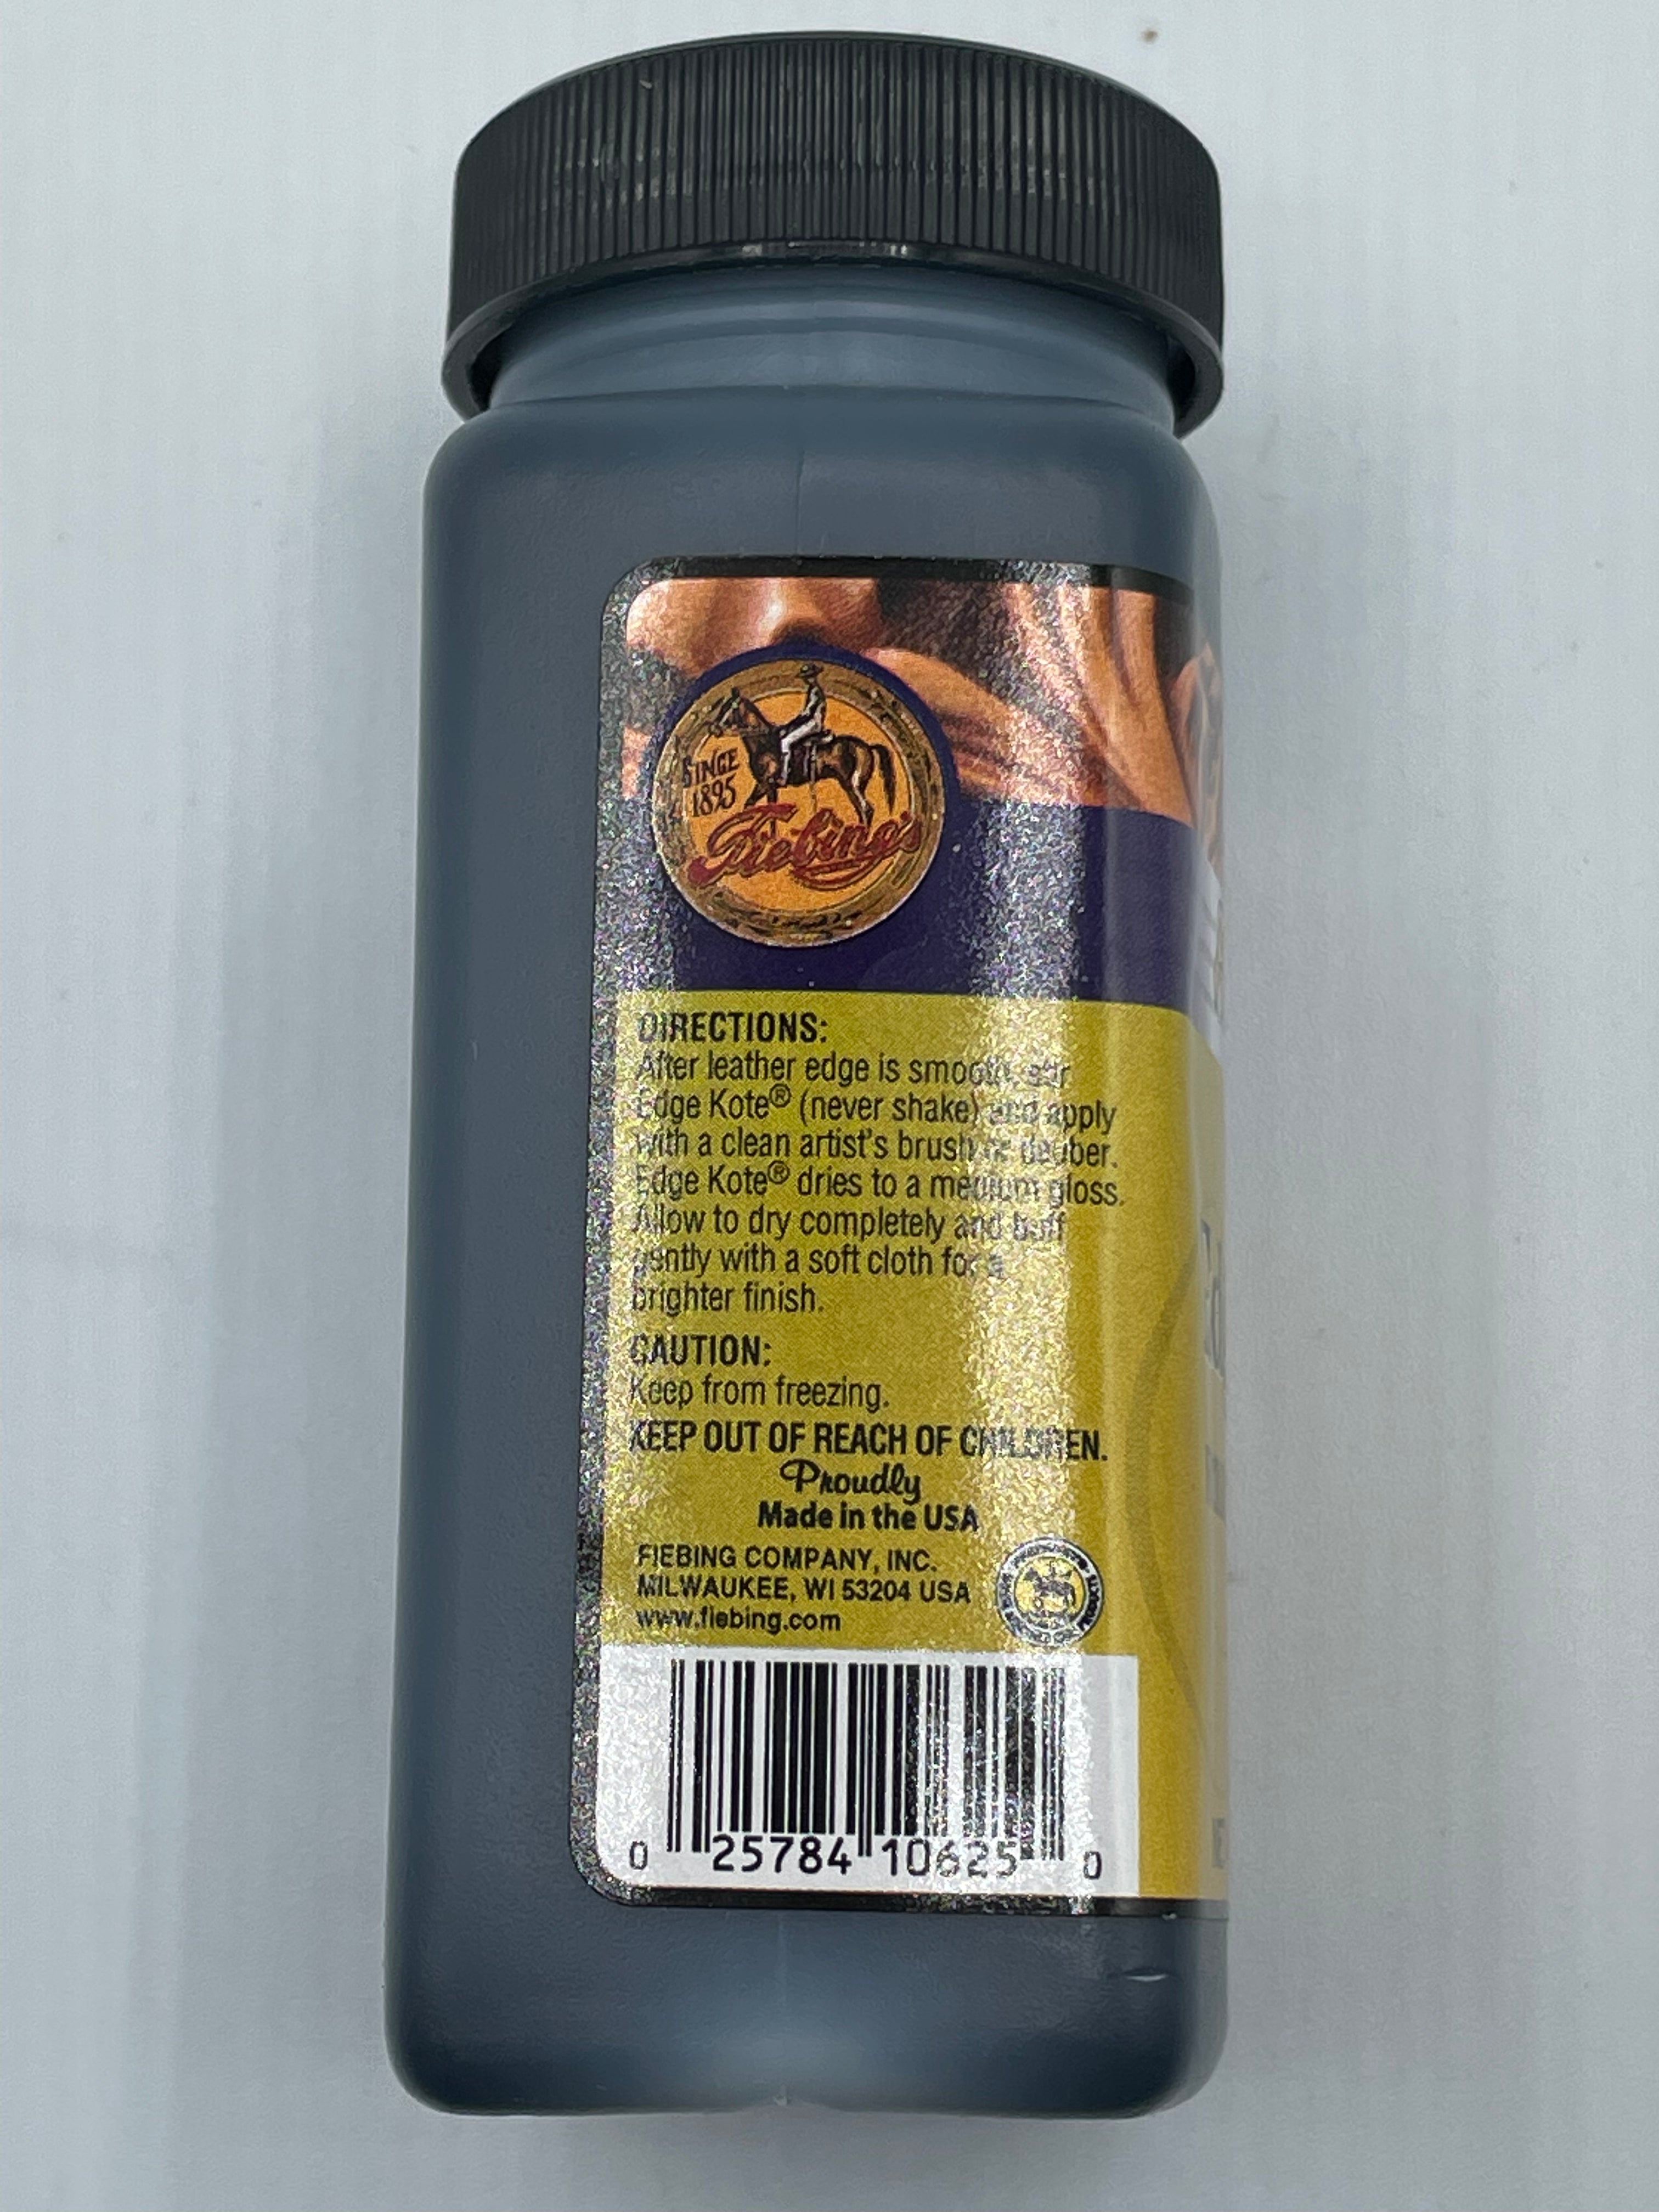 SINCE
1895
Fiebing's
DIRECTIONS:
After leather edge is smooth, stir
Edge Kote® (never shake) and apply
with a clean artist's brush or dauber.
Edge Kote® dries to a medium gloss.
Allow to dry completely and buff
gently with a soft cloth for a
brighter finish.
CAUTION:
Keep from freezing.
KEEP OUT OF REACH OF CHILDREN.
Proudly
Made in the USA
FIEBING COMPANY, INC.
MILWAUKEE, WI 53204 USA
www.fiebing.com
0 25784 10625 0